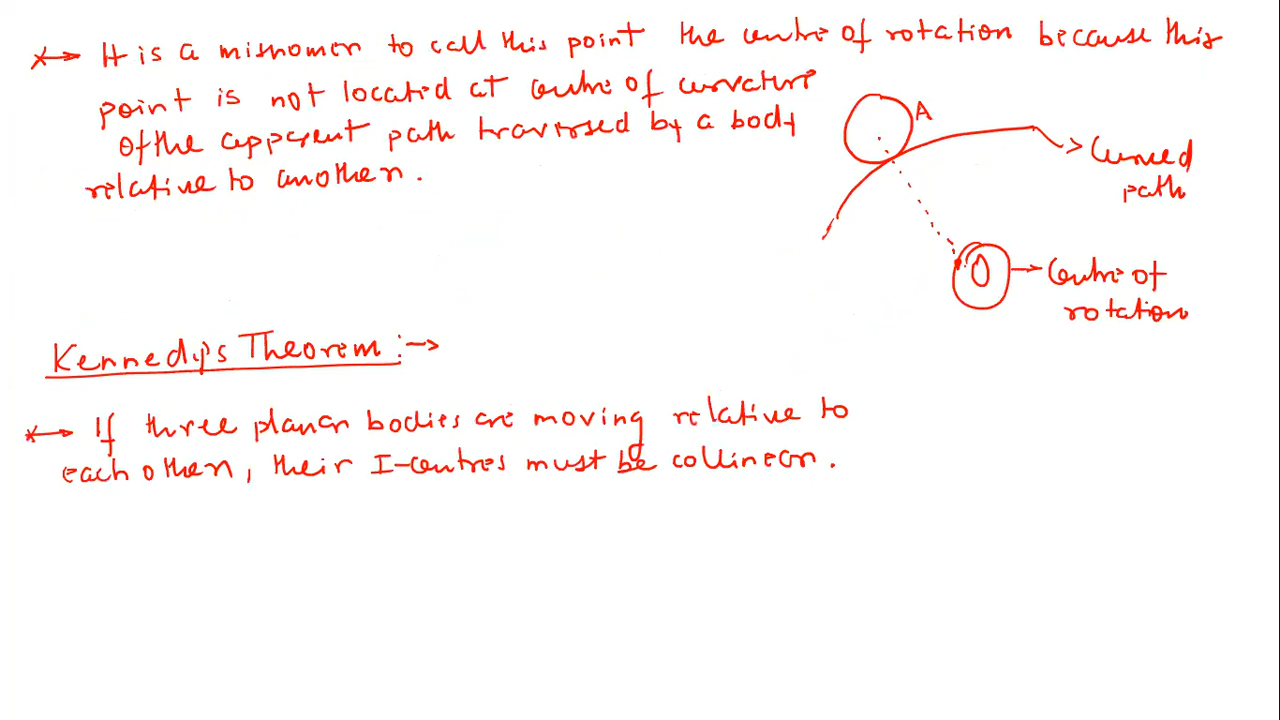 It is a misnomer to call this point the centre of rotation because this
point is not located at centre of curvature
of the apparent path traversed by a body
relative to another.
A
Curved
path
O
Centre of
rotation
Kennedy's Theorem :→
If three planar bodies are moving relative to
each other, their I-centres must be collinear.